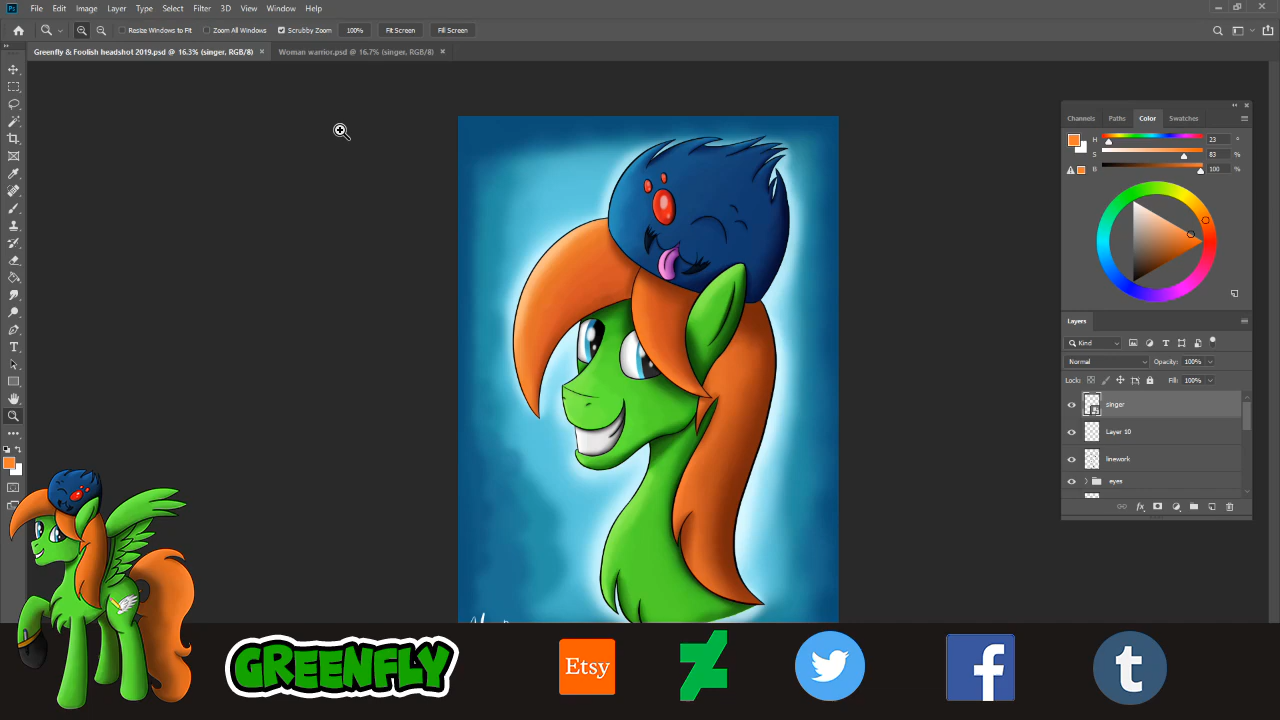 Ps File Edit Image Layer Type Select Filter 3D View Window Help
Resize Windows to Fit Zoom All Windows Scrubby Zoom 100% Fit Screen Fill Screen
Greenfly & Foolish headshot 2019.psd @ 16.3% (singer, RGB/8) × Woman warrior.psd @ 16.7% (singer, RGB/8) ×
Channels Paths Color Swatches
H 23 °
S 83 %
B 100 %
Layers
Kind
Normal Opacity: 100%
Lock: Fill: 100%
singer
Layer 10
linework
eyes
fx
GREENFLY
Etsy
f
t